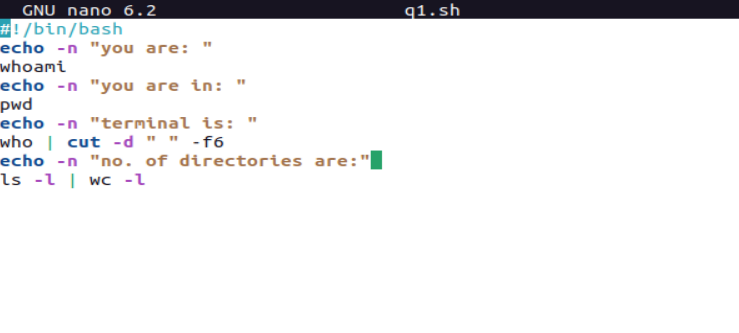 GNU nano 6.2 q1.sh
#!/bin/bash
echo -n "you are: "
whoami
echo -n "you are in: "
pwd
echo -n "terminal is: "
who | cut -d " " -f6
echo -n "no. of directories are:"
ls -l | wc -l